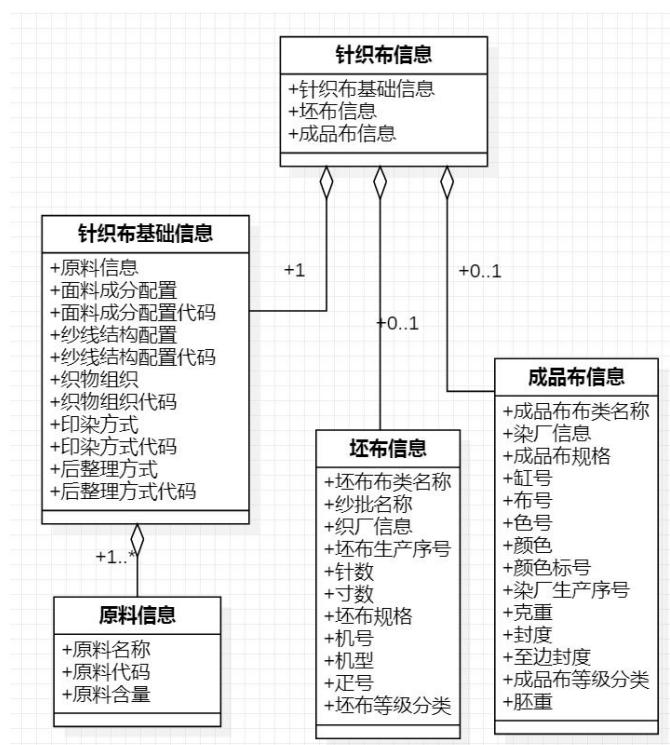 针织布信息
+针织布基础信息
+坯布信息
+成品布信息
+1
+0..1
+0..1
针织布基础信息
+原料信息
+面料成分配置
+面料成分配置代码
+纱线结构配置
+纱线结构配置代码
+织物组织
+织物组织代码
+印染方式
+印染方式代码
+后整理方式
+后整理方式代码
+1..*
原料信息
+原料名称
+原料代码
+原料含量
坯布信息
+坯布布类名称
+纱批名称
+织厂信息
+坯布生产序号
+针数
+寸数
+坯布规格
+机号
+机型
+疋号
+坯布等级分类
成品布信息
+成品布布类名称
+染厂信息
+成品布规格
+缸号
+布号
+色号
+颜色
+颜色标号
+染厂生产序号
+克重
+封度
+至边封度
+成品布等级分类
+胚重